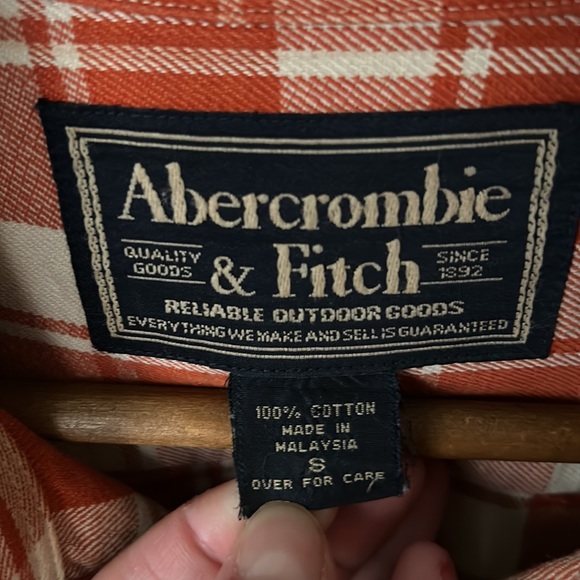 Abercrombie
QUALITY GOODS & Fitch SINCE 1892
RELIABLE OUTDOOR GOODS
EVERYTHING WE MAKE AND SELL IS GUARANTEED
100% COTTON
MADE IN
MALAYSIA
S
OVER FOR CARE